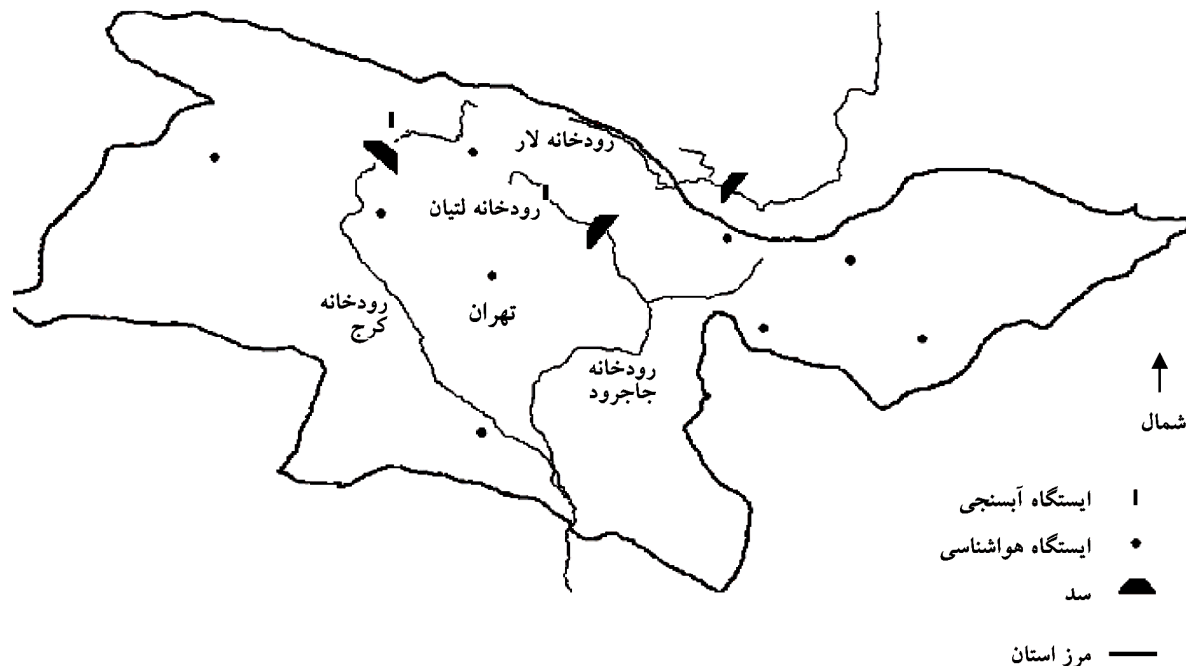 رودخانه لار
رودخانه لتیان
رودخانه
کرج
تهران
رودخانه
جاجرود
شمال
ایستگاه آبسنجی
ایستگاه هواشناسی
سد
مرز استان